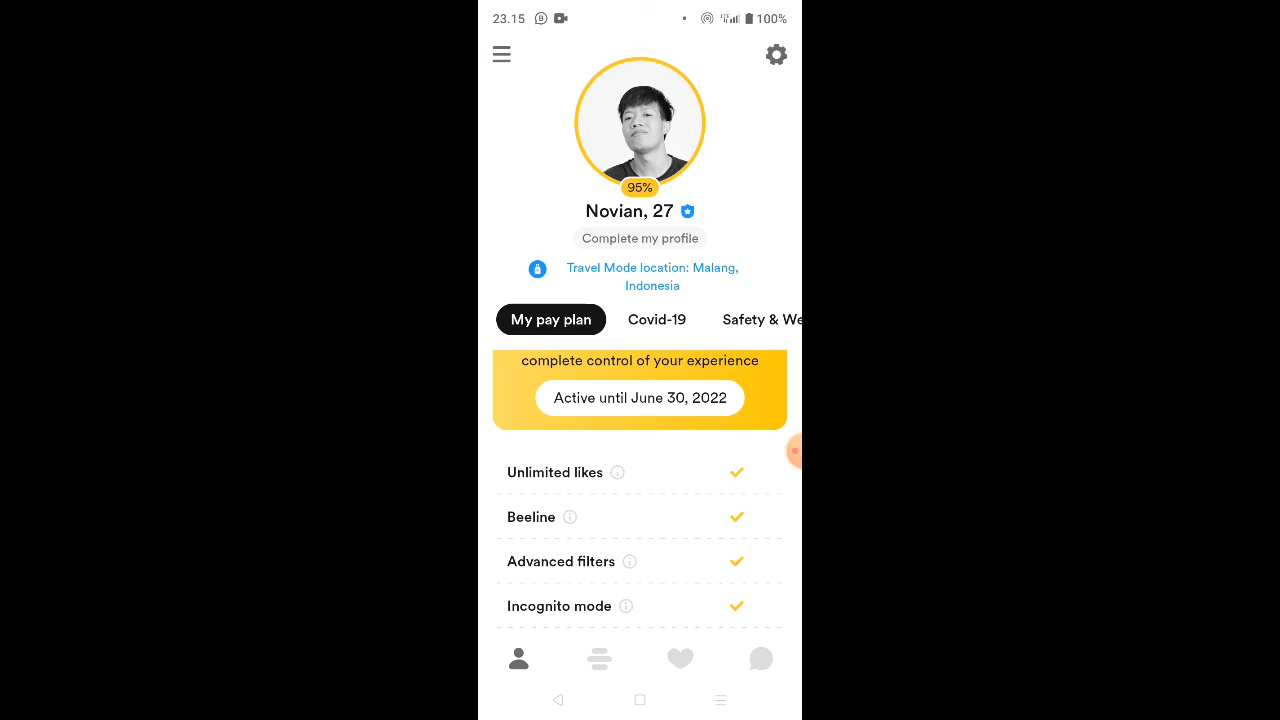 23.15 100%
95%
Novian, 27
Complete my profile
Travel Mode location: Malang,
Indonesia
My pay plan Covid-19 Safety & We
complete control of your experience
Active until June 30, 2022
Unlimited likes
Beeline
Advanced filters
Incognito mode